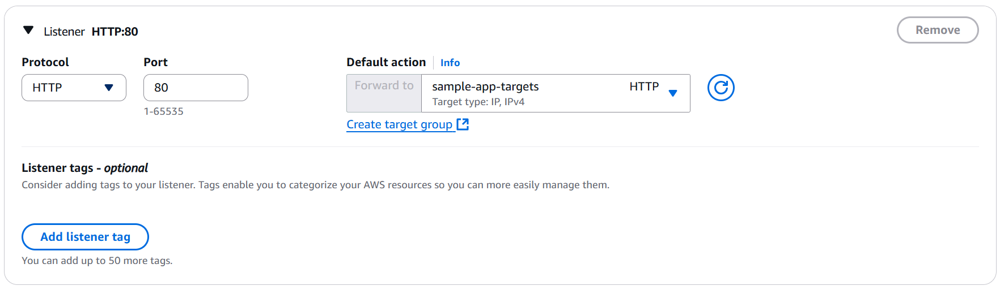 Listener HTTP:80
Remove
Protocol
Port
Default action
Info
HTTP
80
1-65535
Forward to
sample-app-targets
HTTP
Target type: IP, IPv4
Create target group
Listener tags - optional
Consider adding tags to your listener. Tags enable you to categorize your AWS resources so you can more easily manage them.
Add listener tag
You can add up to 50 more tags.